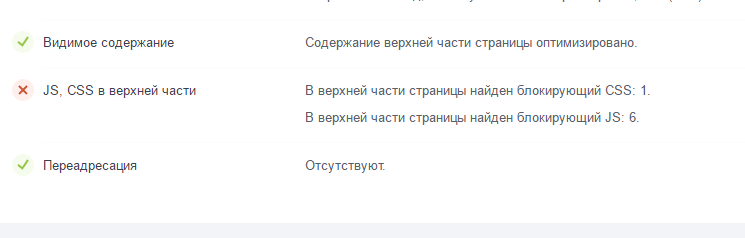 Видимое содержание
Содержание верхней части страницы оптимизировано.
JS, CSS в верхней части
В верхней части страницы найден блокирующий CSS: 1.
В верхней части страницы найден блокирующий JS: 6.
Переадресация
Отсутствуют.